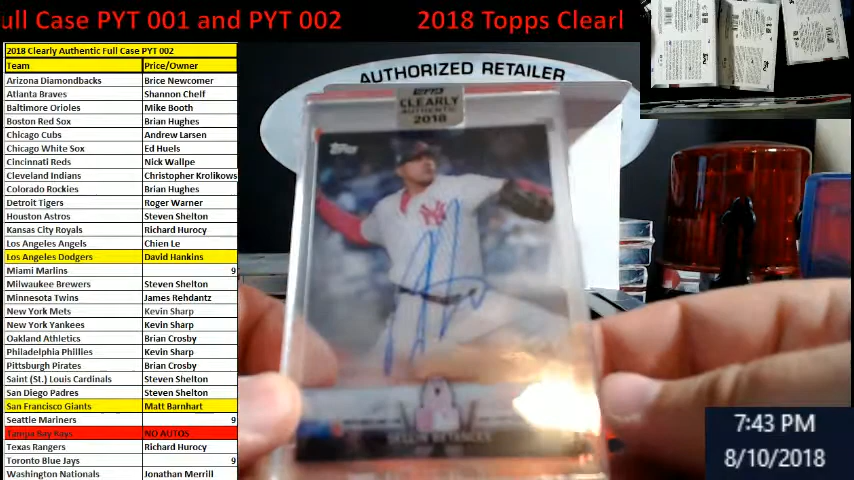 ull Case PYT 001 and PYT 002 2018 Topps Clearl
2018 Clearly Authentic Full Case PYT 002
Team Price/Owner
Arizona Diamondbacks Brice Newcomer
Atlanta Braves Shannon Chelf
Baltimore Orioles Mike Booth
Boston Red Sox Brian Hughes
Chicago Cubs Andrew Larsen
Chicago White Sox Ed Huels
Cincinnati Reds Nick Wallpe
Cleveland Indians Christopher Krolikows
Colorado Rockies Brian Hughes
Detroit Tigers Roger Warner
Houston Astros Steven Shelton
Kansas City Royals Richard Hurocy
Los Angeles Angels Chien Le
Los Angeles Dodgers David Hankins
Miami Marlins 9
Milwaukee Brewers Steven Shelton
Minnesota Twins James Rehdantz
New York Mets Kevin Sharp
New York Yankees Kevin Sharp
Oakland Athletics Brian Crosby
Philadelphia Phillies Kevin Sharp
Pittsburgh Pirates Brian Crosby
Saint (St.) Louis Cardinals Steven Shelton
San Diego Padres Steven Shelton
San Francisco Giants Matt Barnhart
Seattle Mariners 9
Tampa Bay Rays NO AUTOS
Texas Rangers Richard Hurocy
Toronto Blue Jays 9
Washington Nationals Jonathan Merrill
AUTHORIZED RETAILER
TOPPS
CLEARLY
AUTHENTIC
2018
Topps
NY
DELLIN BETANCES
7:43 PM
8/10/2018